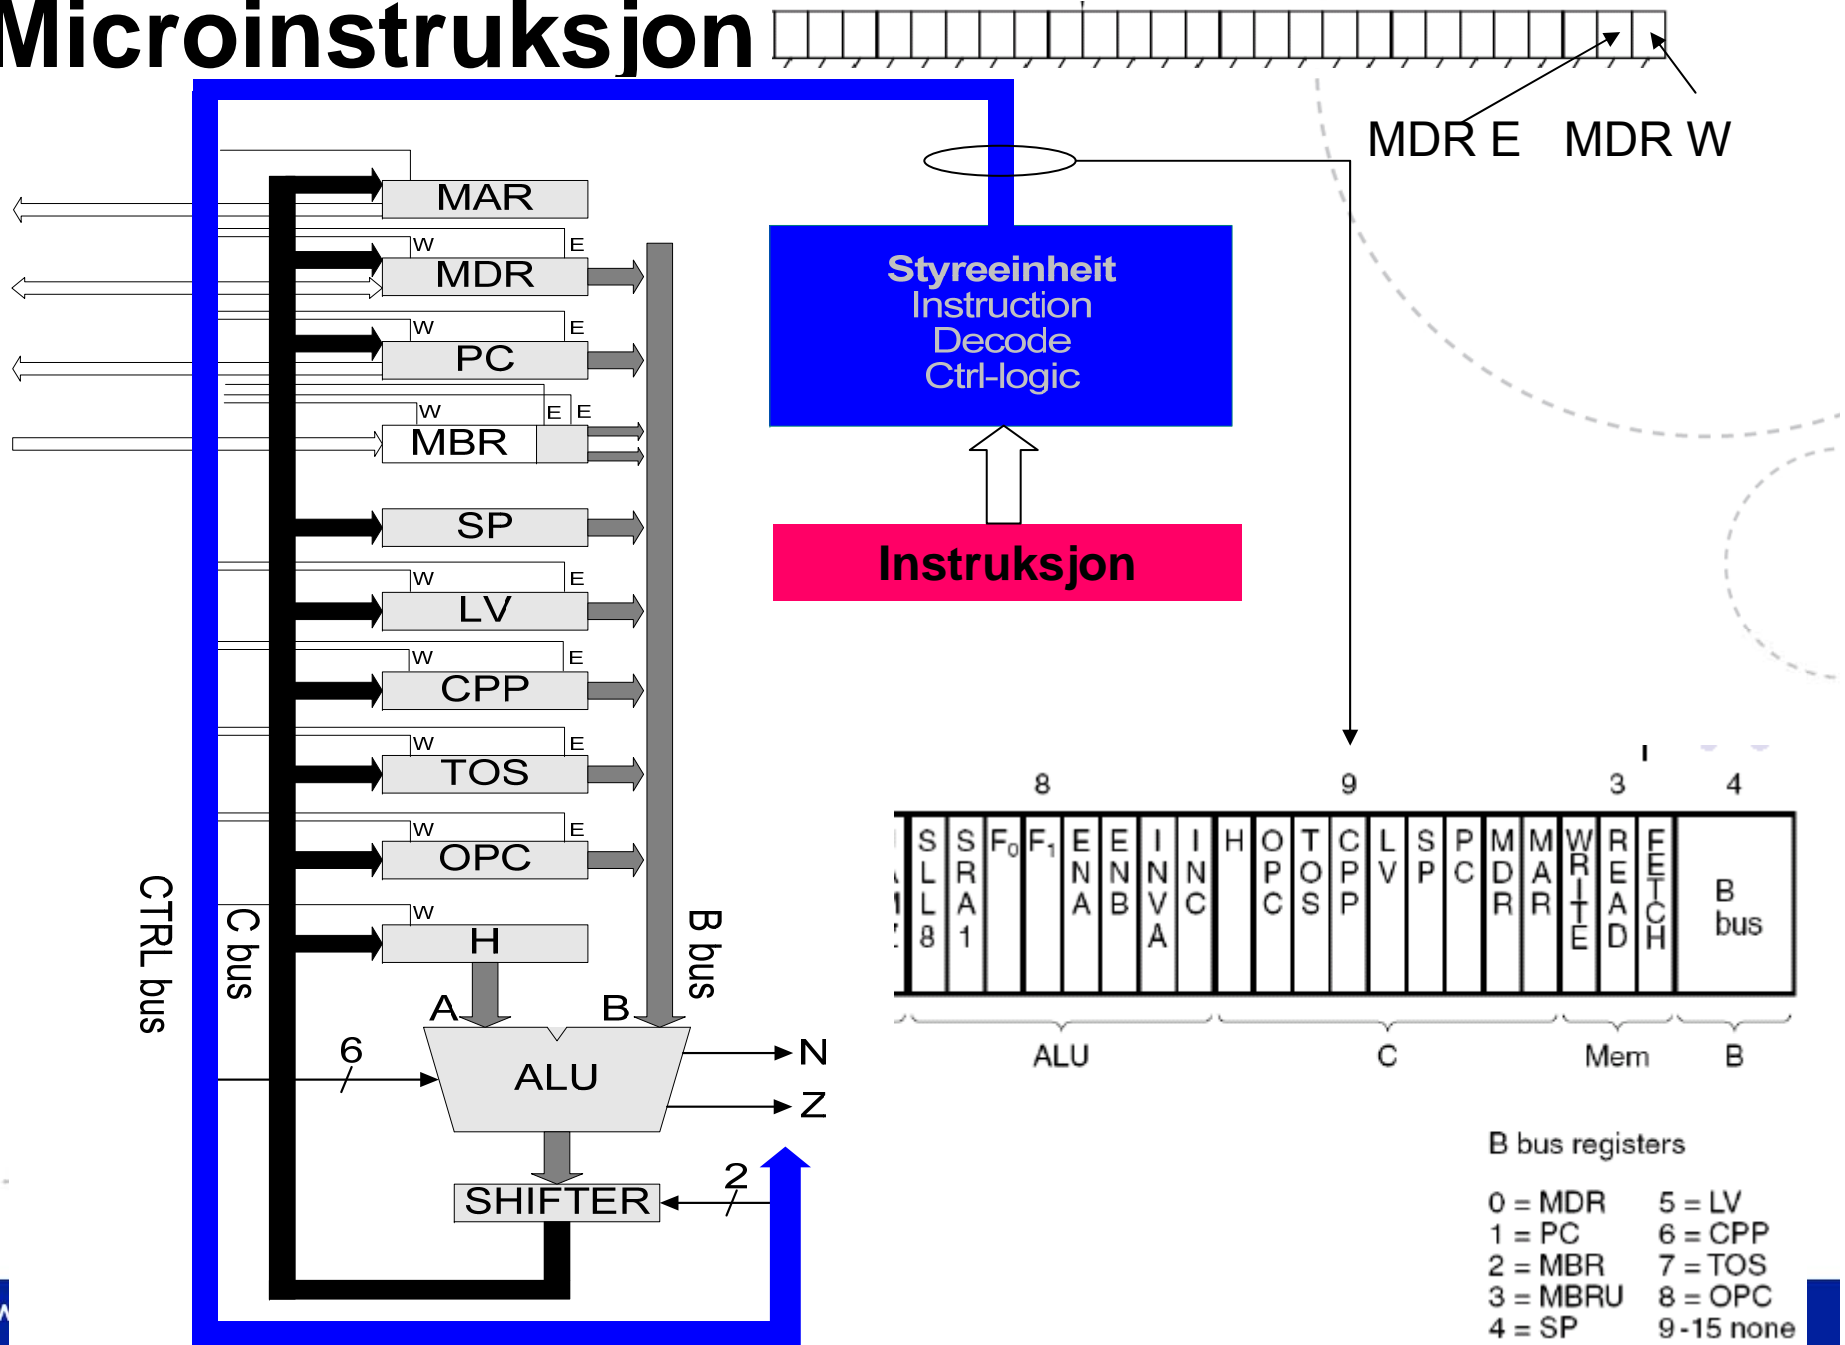 Microinstruksjon
MDR E MDR W
MAR
W E
MDR
W E
PC
W E E
MBR
SP
W E
LV
W E
CPP
W E
TOS
W E
OPC
W
H
CTRL bus
C bus
B bus
A B
6
ALU
N
Z
2
SHIFTER
Styreeinheit
Instruction
Decode
Ctrl-logic
Instruksjon
8 9 3 4
SLL8 SRA1 F0 F1 ENA ENB INVA INC H OPC TOS CPP LV SP PC MDR MAR WRITE READ FETCH B bus
ALU C Mem B
B bus registers
0 = MDR 5 = LV
1 = PC 6 = CPP
2 = MBR 7 = TOS
3 = MBRU 8 = OPC
4 = SP 9-15 none